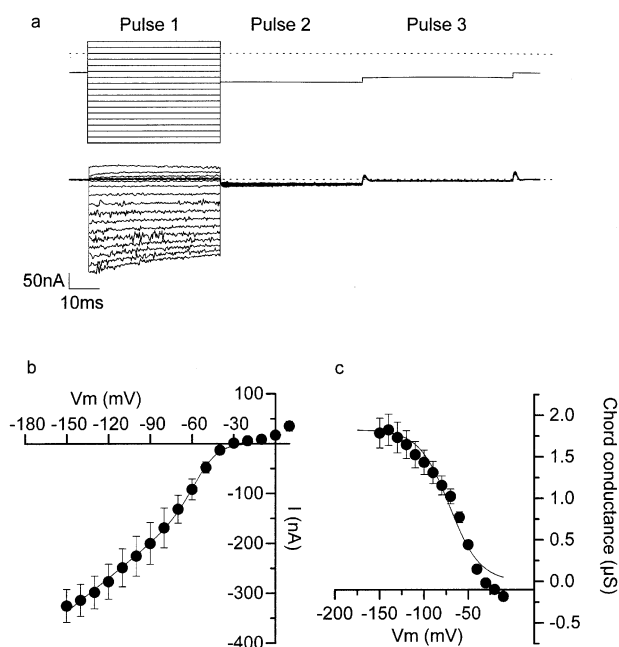 a
Pulse 1 Pulse 2 Pulse 3
50nA
10ms
b
Vm (mV)
-180 -150 -120 -90 -60 -30
100
-100
-200
-300
-400
I (nA)
c
2.0
1.5
1.0
0.5
0.0
-0.5
Chord conductance (µS)
-200 -150 -100 -50
Vm (mV)